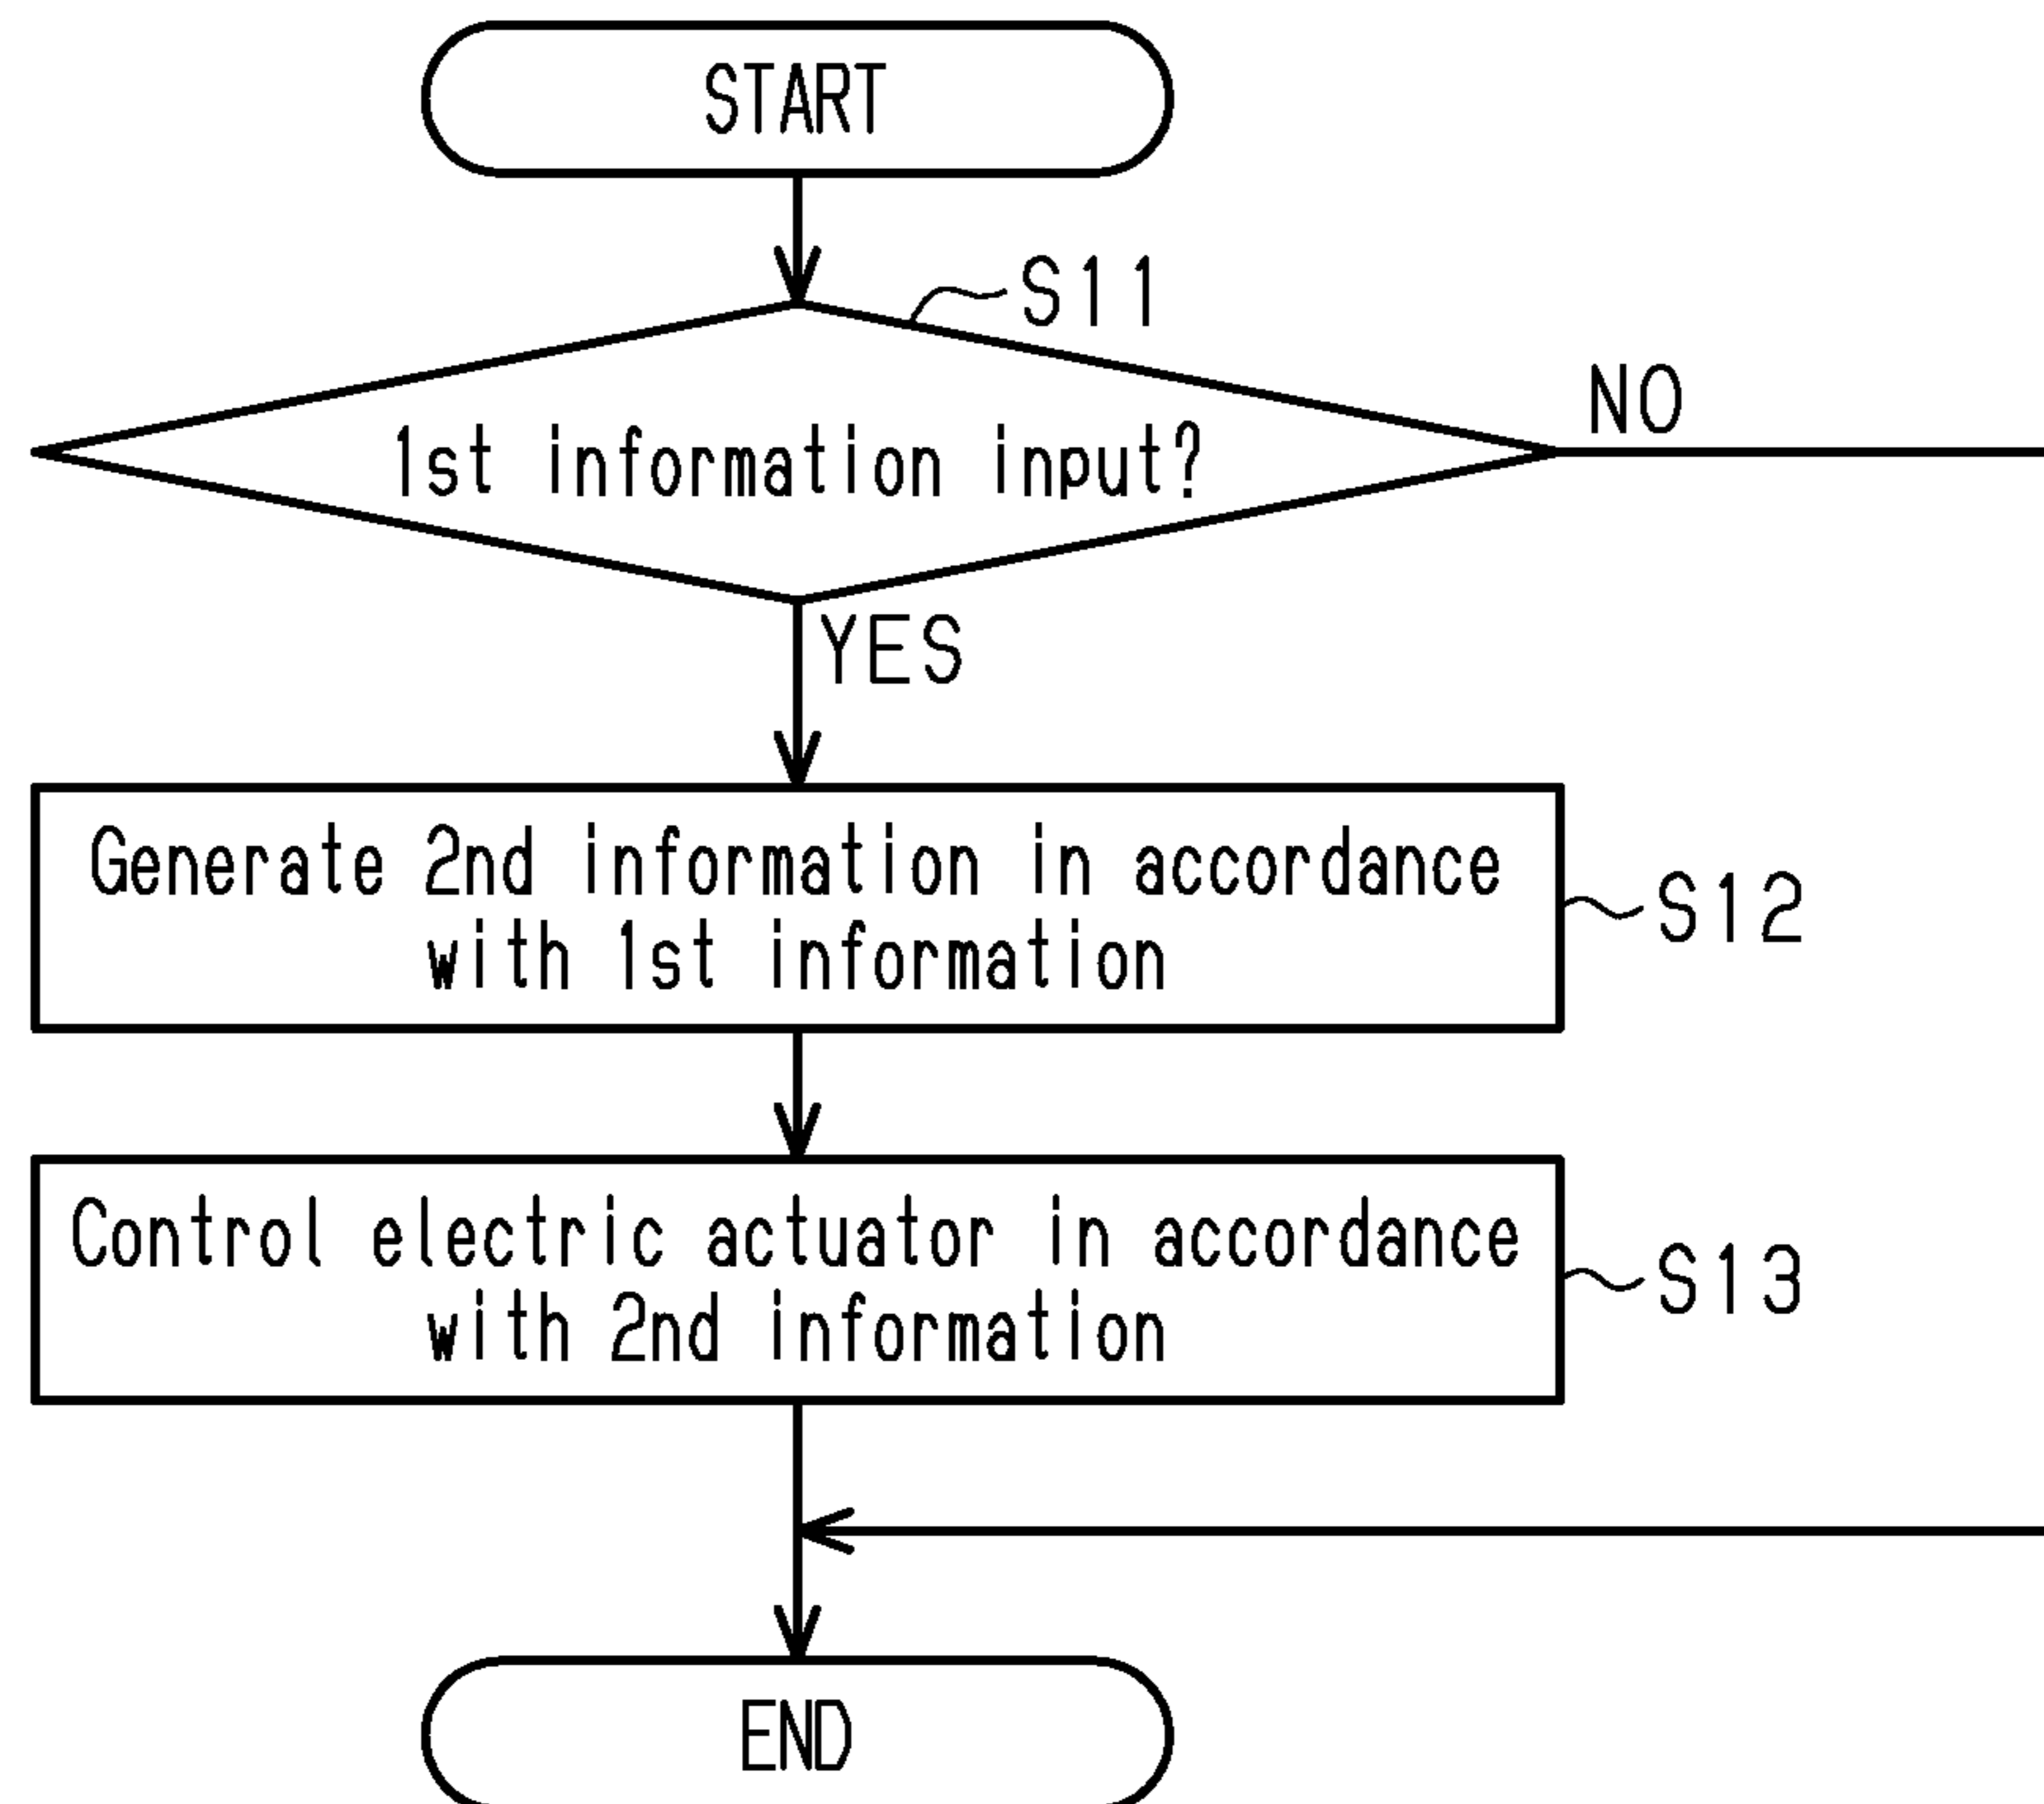 START
S11
1st information input?
NO
YES
Generate 2nd information in accordance
with 1st information
S12
Control electric actuator in accordance
with 2nd information
S13
END